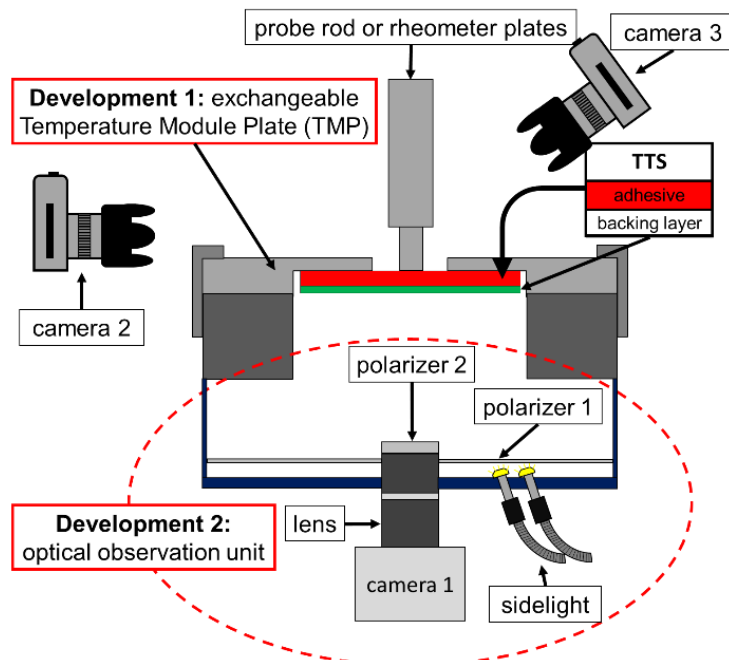 probe rod or rheometer plates
camera 3
Development 1: exchangeable
Temperature Module Plate (TMP)
TTS
adhesive
backing layer
camera 2
polarizer 2
polarizer 1
Development 2:
optical observation unit
lens
camera 1
sidelight